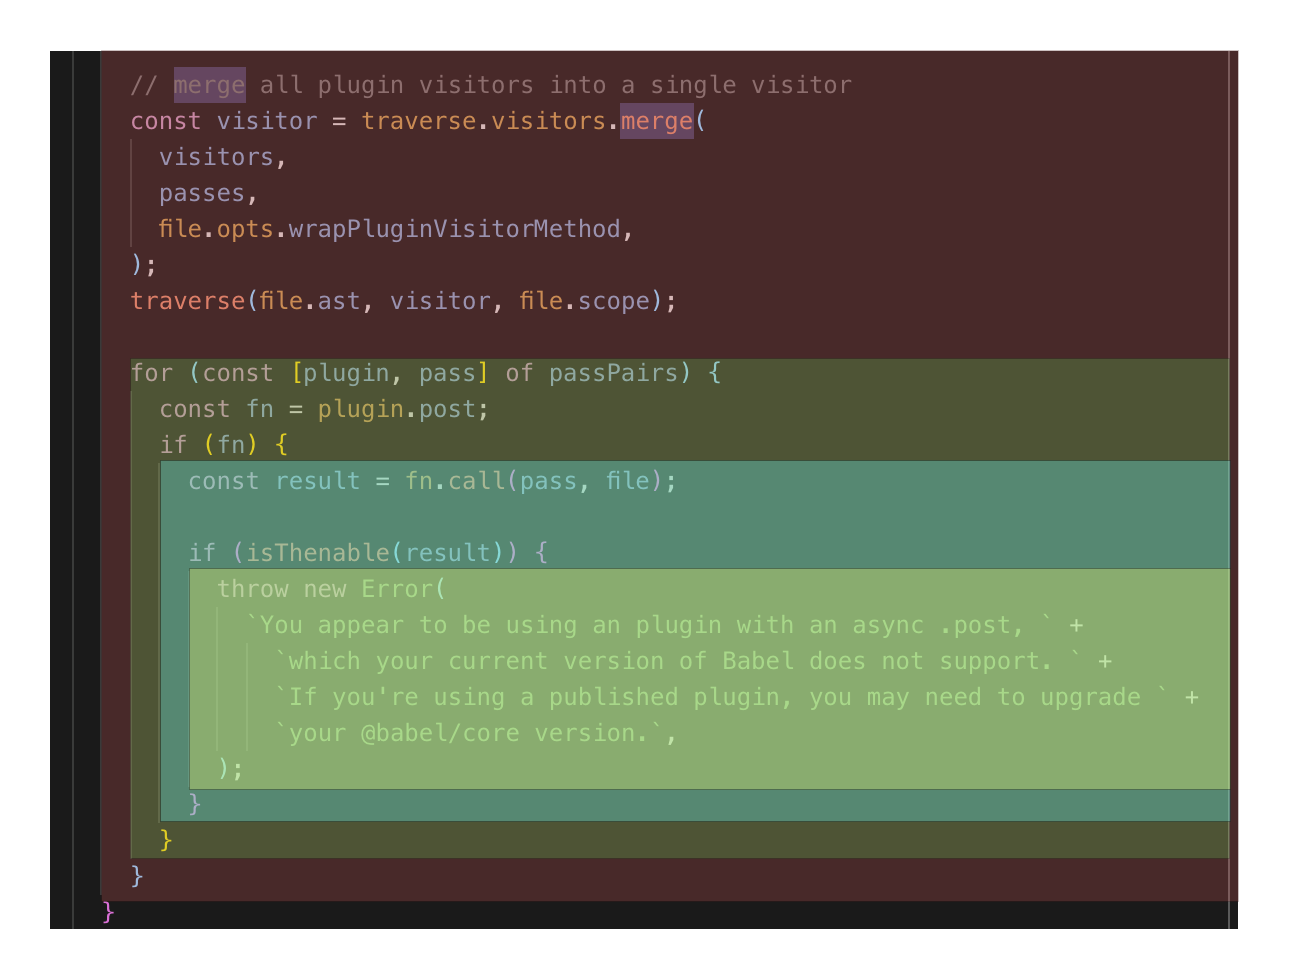 // merge all plugin visitors into a single visitor
const visitor = traverse.visitors.merge(
  visitors,
  passes,
  file.opts.wrapPluginVisitorMethod,
);
traverse(file.ast, visitor, file.scope);

for (const [plugin, pass] of passPairs) {
  const fn = plugin.post;
  if (fn) {
    const result = fn.call(pass, file);

    if (isThenable(result)) {
      throw new Error(
        `You appear to be using an plugin with an async .post, ` +
          `which your current version of Babel does not support. ` +
          `If you're using a published plugin, you may need to upgrade ` +
          `your @babel/core version.`,
      );
    }
  }
}
}